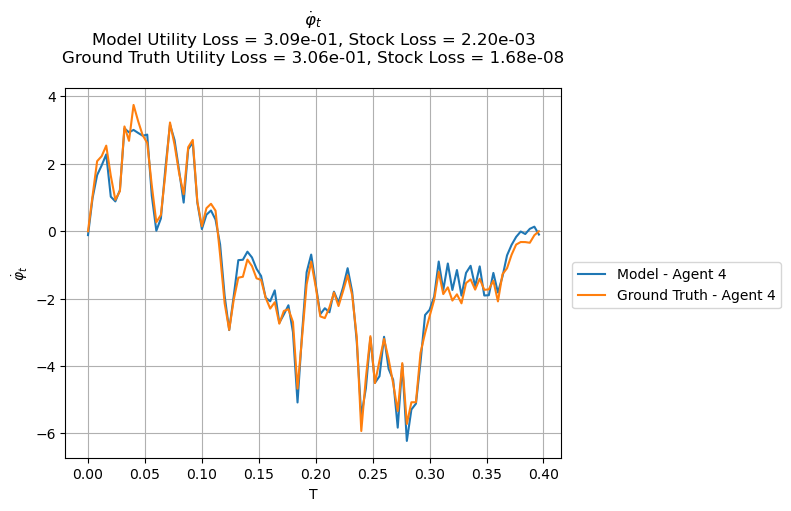 φ̇_t
Model Utility Loss = 3.09e-01, Stock Loss = 2.20e-03
Ground Truth Utility Loss = 3.06e-01, Stock Loss = 1.68e-08
4
2
0
−2
−4
−6
φ̇_t
0.00 0.05 0.10 0.15 0.20 0.25 0.30 0.35 0.40
T
Model - Agent 4
Ground Truth - Agent 4